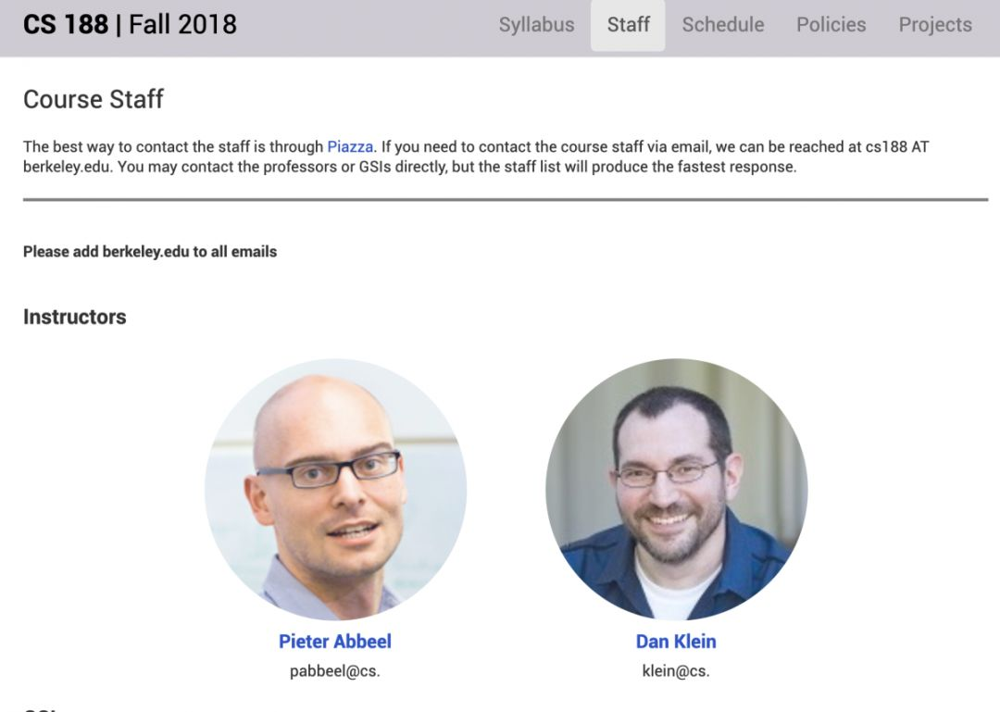 CS 188 | Fall 2018
Syllabus Staff Schedule Policies Projects
Course Staff
The best way to contact the staff is through Piazza. If you need to contact the course staff via email, we can be reached at cs188 AT
berkeley.edu. You may contact the professors or GSIs directly, but the staff list will produce the fastest response.
Please add berkeley.edu to all emails
Instructors
Pieter Abbeel
Dan Klein
pabbeel@cs.
klein@cs.